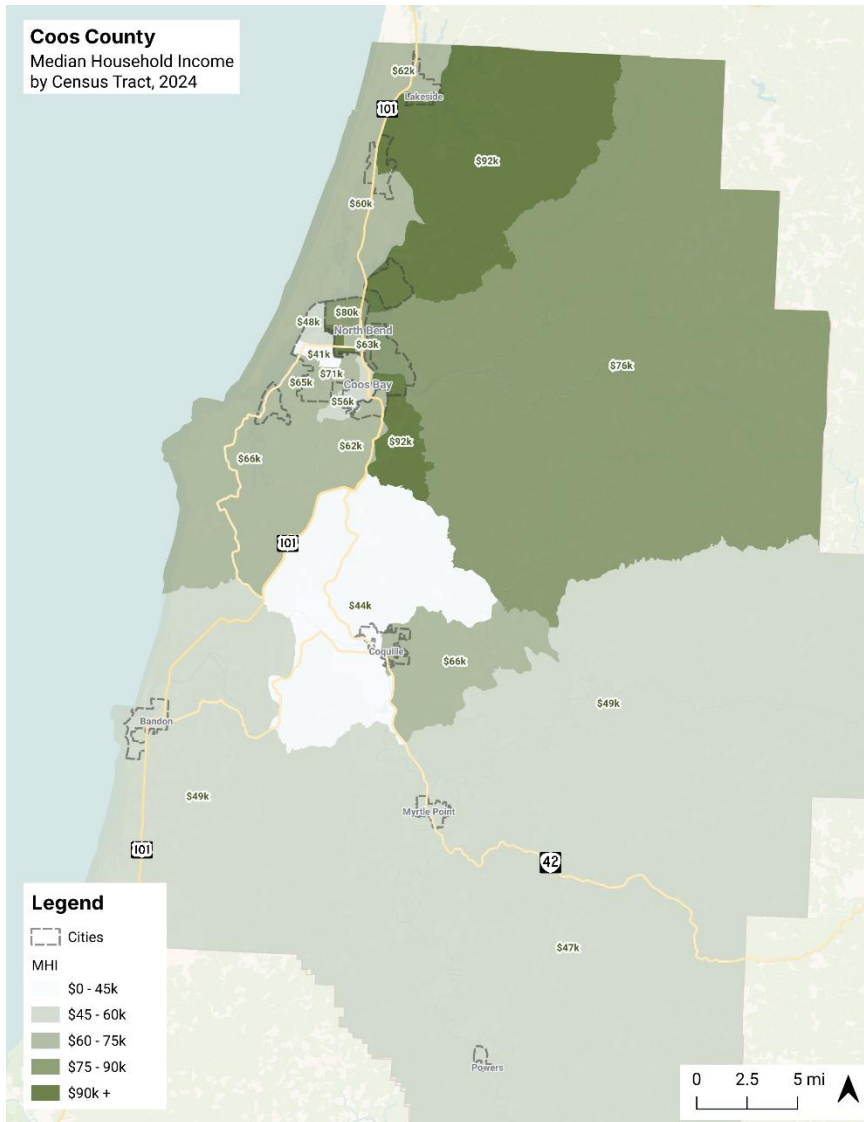 Coos County
Median Household Income
by Census Tract, 2024
$62k
Lakeside
101
$92k
$60k
$80k
$48k
North Bend
$63k
$41k
$71k
$76k
$65k
Coos Bay
$56k
$62k
$92k
$66k
101
$44k
Coquille
$66k
$49k
Bandon
$49k
Myrtle Point
101
42
$47k
Powers
Legend
Cities
MHI
$0 - 45k
$45 - 60k
$60 - 75k
$75 - 90k
$90k +
0 2.5 5 mi